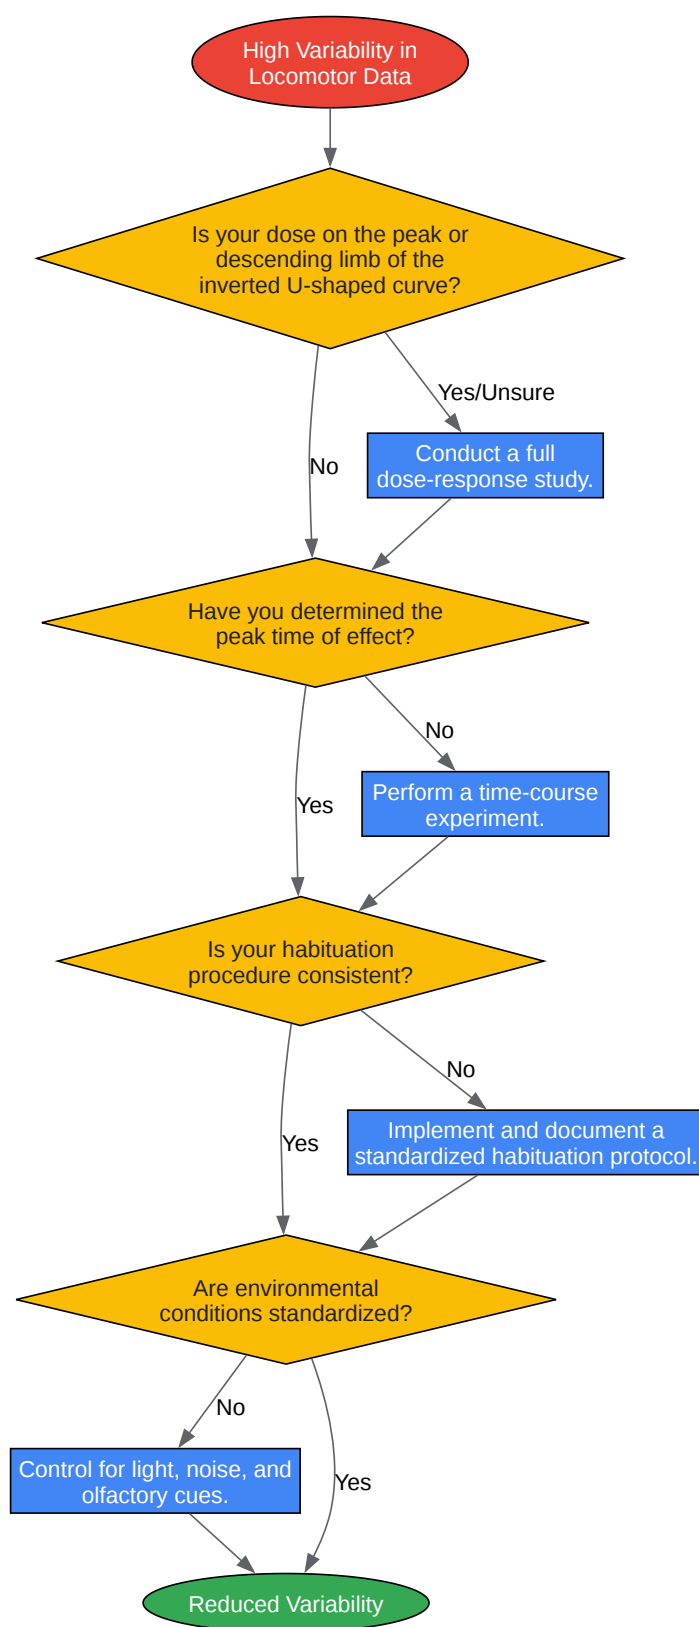 High Variability in
Locomotor Data
Is your dose on the peak or
descending limb of the
inverted U-shaped curve?
Yes/Unsure
Conduct a full
dose-response study.
No
Have you determined the
peak time of effect?
No
Perform a time-course
experiment.
Yes
Is your habituation
procedure consistent?
No
Implement and document a
standardized habituation protocol.
Yes
Are environmental
conditions standardized?
No
Control for light, noise, and
olfactory cues.
Yes
Reduced Variability